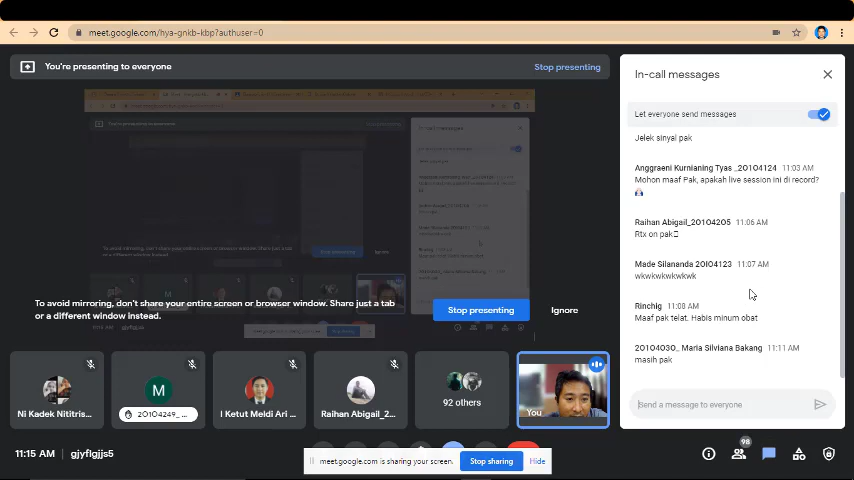 meet.google.com/hya-gnkb-kbp?authuser=0
You're presenting to everyone
Stop presenting
In-call messages
Let everyone send messages
Jelek sinyal pak
Anggraeni Kurnianing Tyas _20104124 11:03 AM
Mohon maaf Pak, apakah live session ini di record?
Raihan Abigail_20104205 11:06 AM
Rtx on pak
Made Silananda 20I04123 11:07 AM
wkwkwkwkwkwk
Rinchig 11:08 AM
Maaf pak telat. Habis minum obat
20104030_ Maria Silviana Bakang 11:11 AM
masih pak
Send a message to everyone
To avoid mirroring, don't share your entire screen or browser window. Share just a tab
or a different window instead.
Stop presenting
Ignore
Ni Kadek Nititris...
M
20104249_ ...
I Ketut Meldi Ari ...
Raihan Abigail_2...
92 others
You
11:15 AM
gjyflgjjs5
meet.google.com is sharing your screen.
Stop sharing
Hide
98